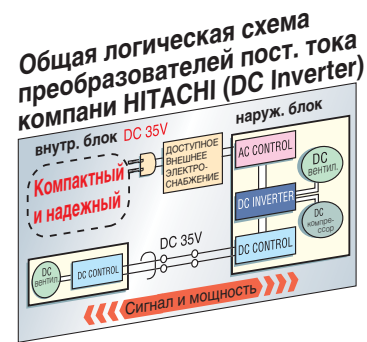 Общая логическая схема
преобразователей пост. тока
компани HITACHI (DC Inverter)
внутр. блок DC 35V
наруж. блок
Компактный
и надежный
ДОСТУПНОЕ
ВНЕШНЕЕ
ЭЛЕКТРО-
СНАБЖЕНИЕ
AC CONTROL
DC
вентил.
DC INVERTER
DC
компре-
ссор
DC CONTROL
DC 35V
DC
вентил.
DC CONTROL
Сигнал и мощность